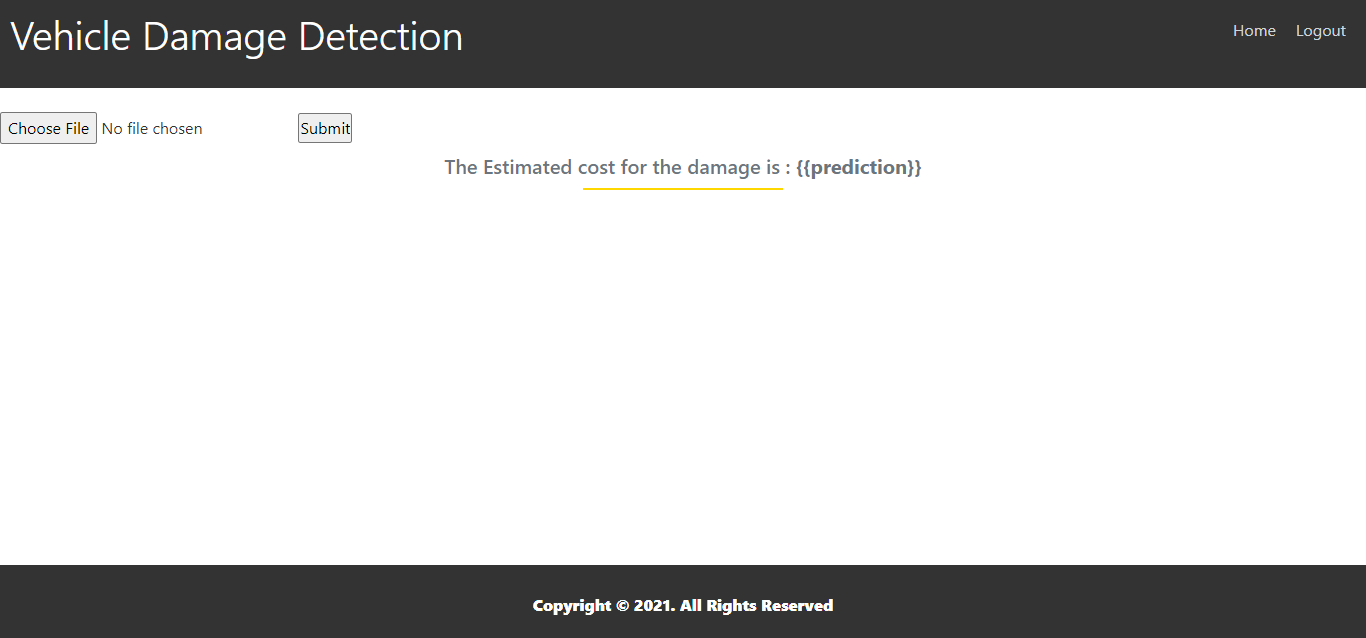 Vehicle Damage Detection
Home Logout
Choose File No file chosen Submit
The Estimated cost for the damage is : {{prediction}}
Copyright © 2021. All Rights Reserved